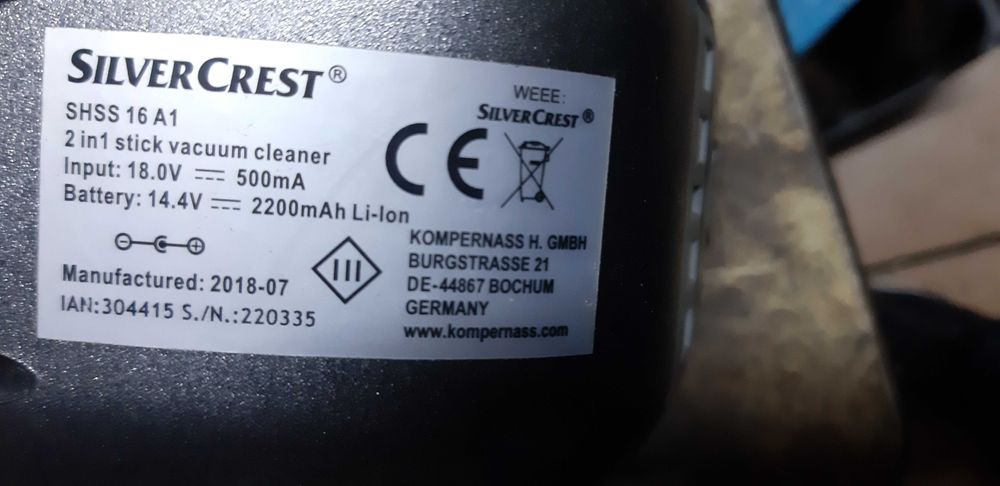 SILVERCREST®
SHSS 16 A1
2 in1 stick vacuum cleaner
Input: 18.0V ⎓ 500mA
Battery: 14.4V ⎓ 2200mAh Li-Ion
Manufactured: 2018-07
IAN:304415 S./N.:220335
WEEE:
SILVERCREST®
CE
III
KOMPERNASS H. GMBH
BURGSTRASSE 21
DE-44867 BOCHUM
GERMANY
www.kompernass.com